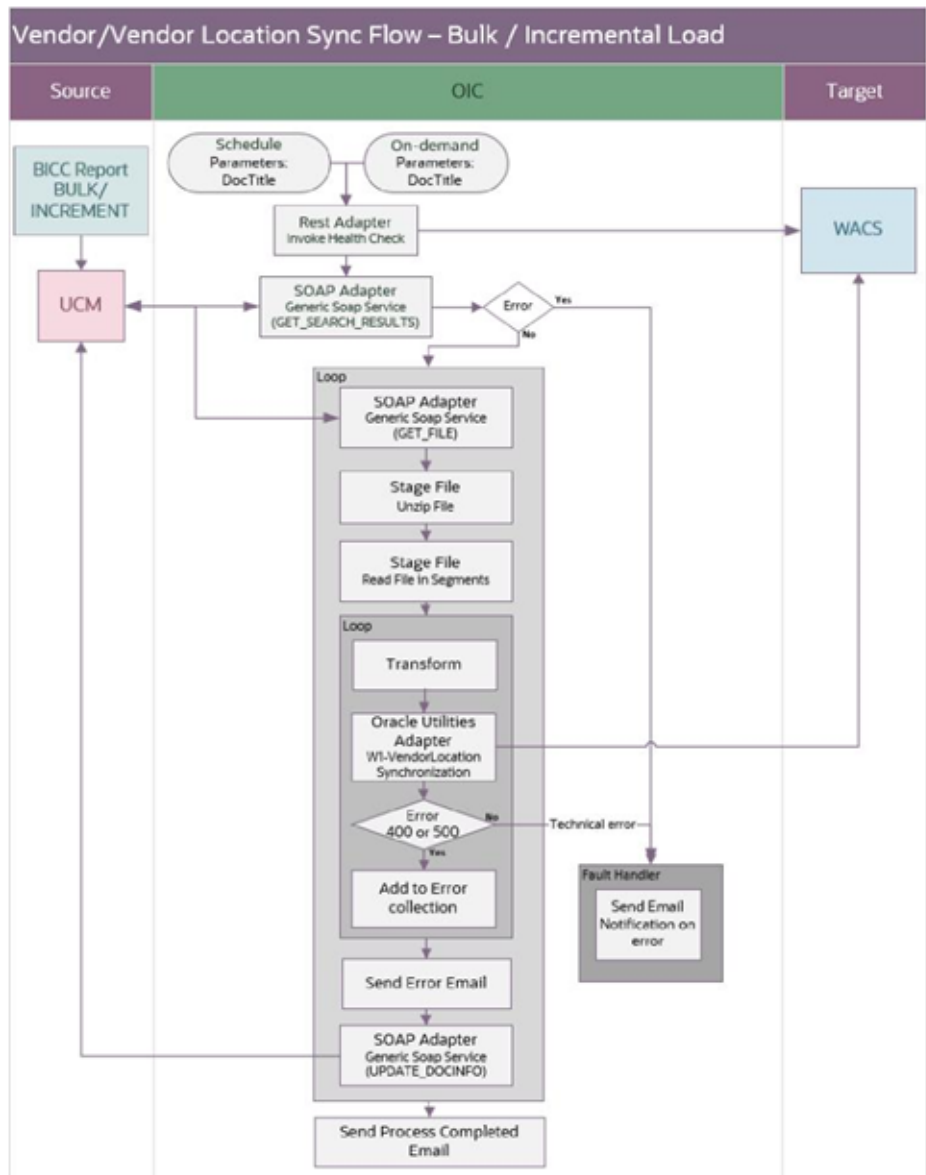 Vendor/Vendor Location Sync Flow – Bulk / Incremental Load
Source
OIC
Target
Schedule
Parameters:
DocTitle
On-demand
Parameters:
DocTitle
BICC Report
BULK/
INCREMENT
Rest Adapter
Invoke Health Check
WACS
UCM
SOAP Adapter
Generic Soap Service
(GET_SEARCH_RESULTS)
Error
Yes
No
Loop
SOAP Adapter
Generic Soap Service
(GET_FILE)
Stage File
Unzip File
Stage File
Read File in Segments
Loop
Transform
Oracle Utilities
Adapter
W1-VendorLocation
Synchronization
Error
400 or 500
No
Technical error
Yes
Add to Error
collection
Fault Handler
Send Email
Notification on
error
Send Error Email
SOAP Adapter
Generic Soap Service
(UPDATE_DOCINFO)
Send Process Completed
Email